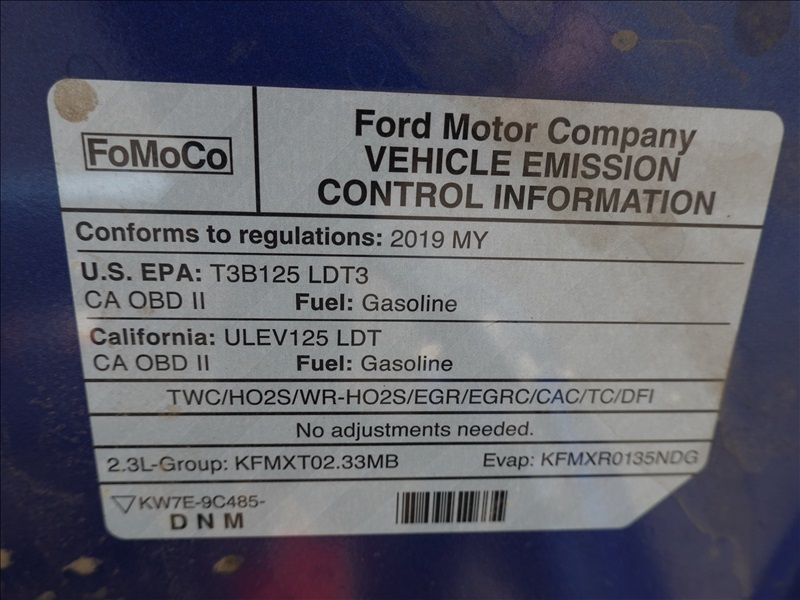 FoMoCo
Ford Motor Company
VEHICLE EMISSION
CONTROL INFORMATION
Conforms to regulations: 2019 MY
U.S. EPA: T3B125 LDT3
CA OBD II Fuel: Gasoline
California: ULEV125 LDT
CA OBD II Fuel: Gasoline
TWC/HO2S/WR-HO2S/EGR/EGRC/CAC/TC/DFI
No adjustments needed.
2.3L-Group: KFMXT02.33MB Evap: KFMXR0135NDG
KW7E-9C485-
DNM